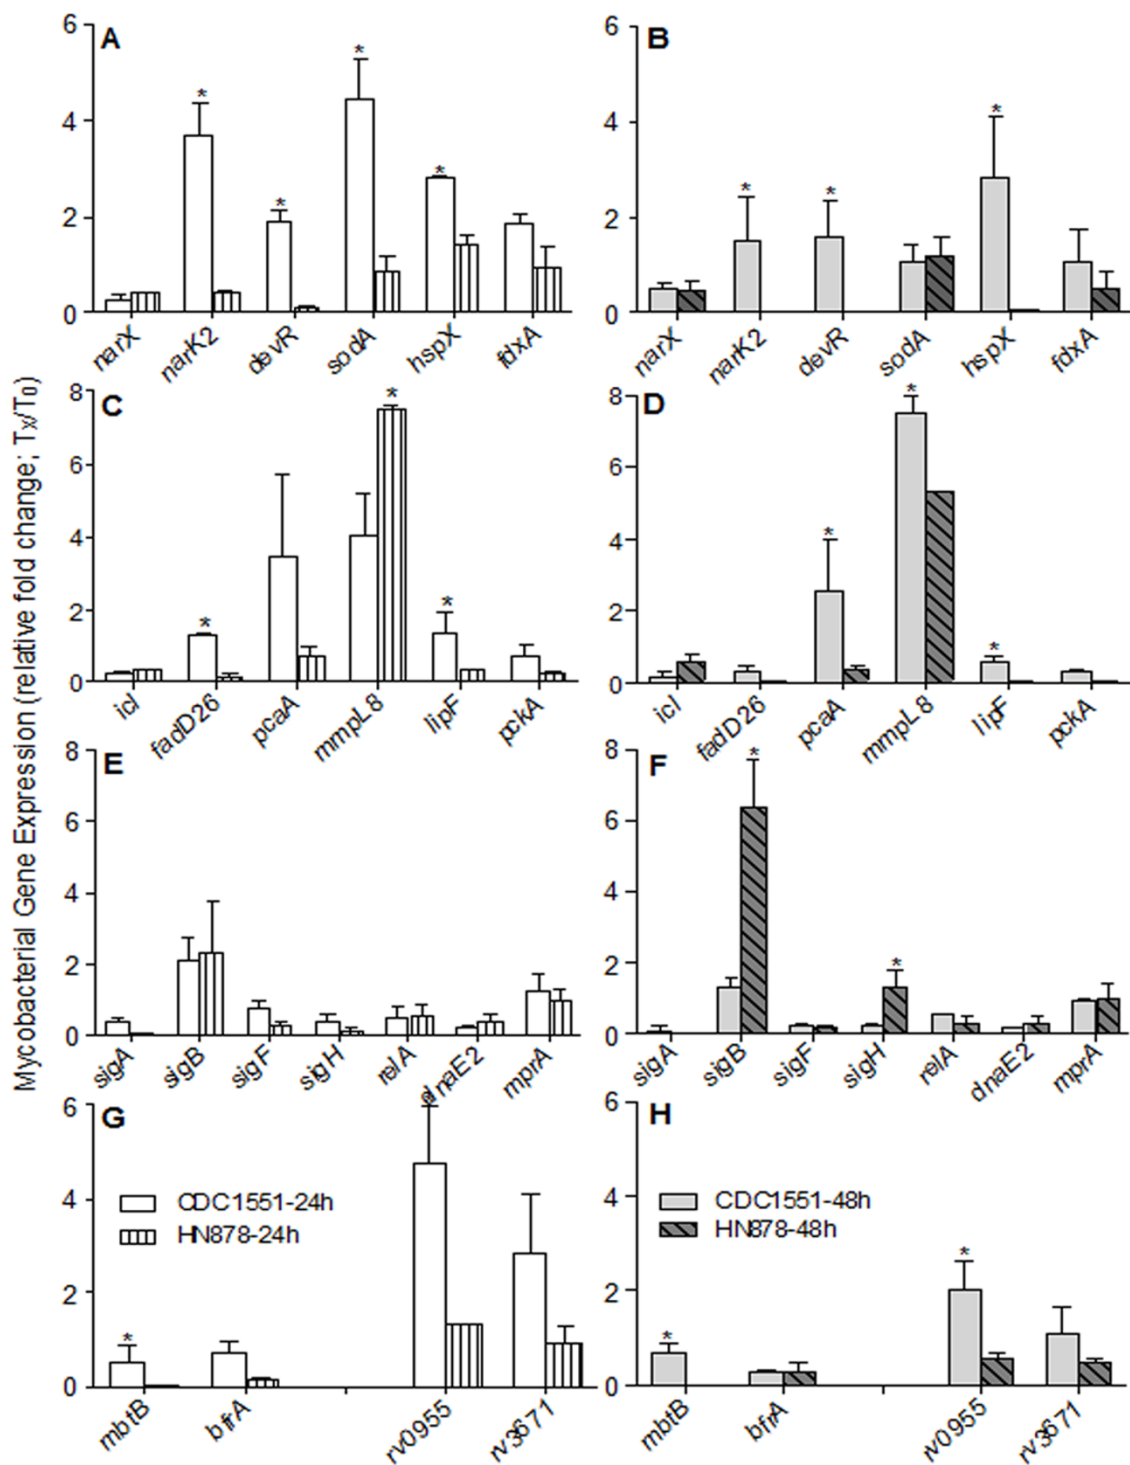 Mycobacterial Gene Expression (relative fold change; Tx/T0)
A
6
4
2
0
* * * *
narX narK2 devR sodA hspX fdxA
B
6
4
2
0
* * *
narX narK2 devR sodA hspX fdxA
C
8
6
4
2
0
* * *
icl fadD26 pcaA mmpL8 lipF pckA
D
8
6
4
2
0
* * *
icl fadD26 pcaA mmpL8 lipF pckA
E
8
6
4
2
0
sigA sigB sigF sigH relA dnaE2 mprA
F
8
6
4
2
0
* *
sigA sigB sigF sigH relA dnaE2 mprA
G
6
4
2
0
CDC1551-24h
HN878-24h
*
mbtB bfrA rv0955 rv3671
H
6
4
2
0
CDC1551-48h
HN878-48h
* *
mbtB bfrA rv0955 rv3671